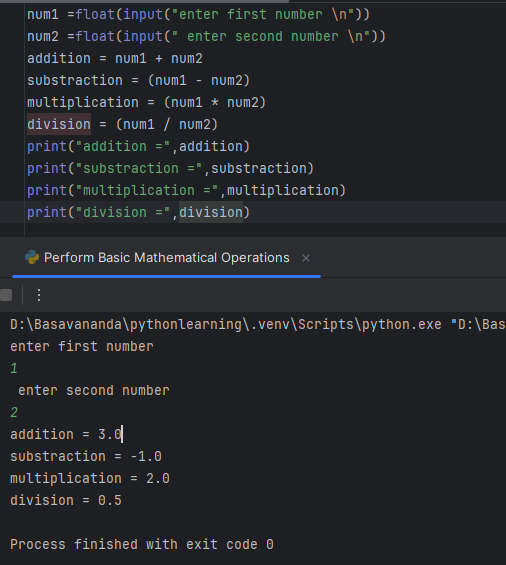 num1 =float(input("enter first number \n"))
num2 =float(input(" enter second number \n"))
addition = num1 + num2
substraction = (num1 - num2)
multiplication = (num1 * num2)
division = (num1 / num2)
print("addition =",addition)
print("substraction =",substraction)
print("multiplication =",multiplication)
print("division =",division)
Perform Basic Mathematical Operations ×
D:\Basavananda\pythonlearning\.venv\Scripts\python.exe "D:\Bas
enter first number
1
 enter second number
2
addition = 3.0
substraction = -1.0
multiplication = 2.0
division = 0.5
Process finished with exit code 0